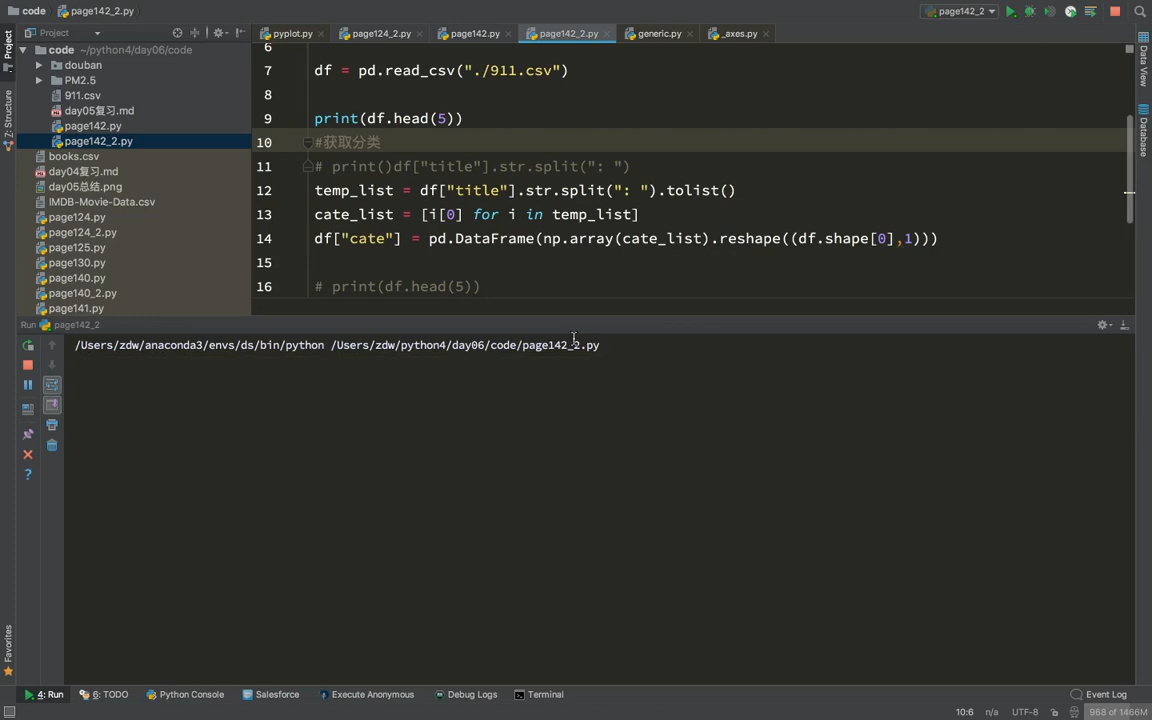 code page142_2.py
page142_2
Project
pyplot.py page124_2.py page142.py page142_2.py generic.py _axes.py
code ~/python4/day06/code
douban
PM2.5
911.csv
day05复习.md
page142.py
page142_2.py
books.csv
day04复习.md
day05总结.png
IMDB-Movie-Data.csv
page124.py
page124_2.py
page125.py
page130.py
page140.py
page140_2.py
page141.py
Project
Z: Structure
Favorites
Data View
Database
6
7 df = pd.read_csv("./911.csv")
8
9 print(df.head(5))
10 #获取分类
11 # print()df["title"].str.split(": ")
12 temp_list = df["title"].str.split(": ").tolist()
13 cate_list = [i[0] for i in temp_list]
14 df["cate"] = pd.DataFrame(np.array(cate_list).reshape((df.shape[0],1)))
15
16 # print(df.head(5))
Run page142_2
/Users/zdw/anaconda3/envs/ds/bin/python /Users/zdw/python4/day06/code/page142_2.py
4: Run 6: TODO Python Console Salesforce Execute Anonymous Debug Logs Terminal Event Log
10:6 n/a UTF-8 968 of 1466M